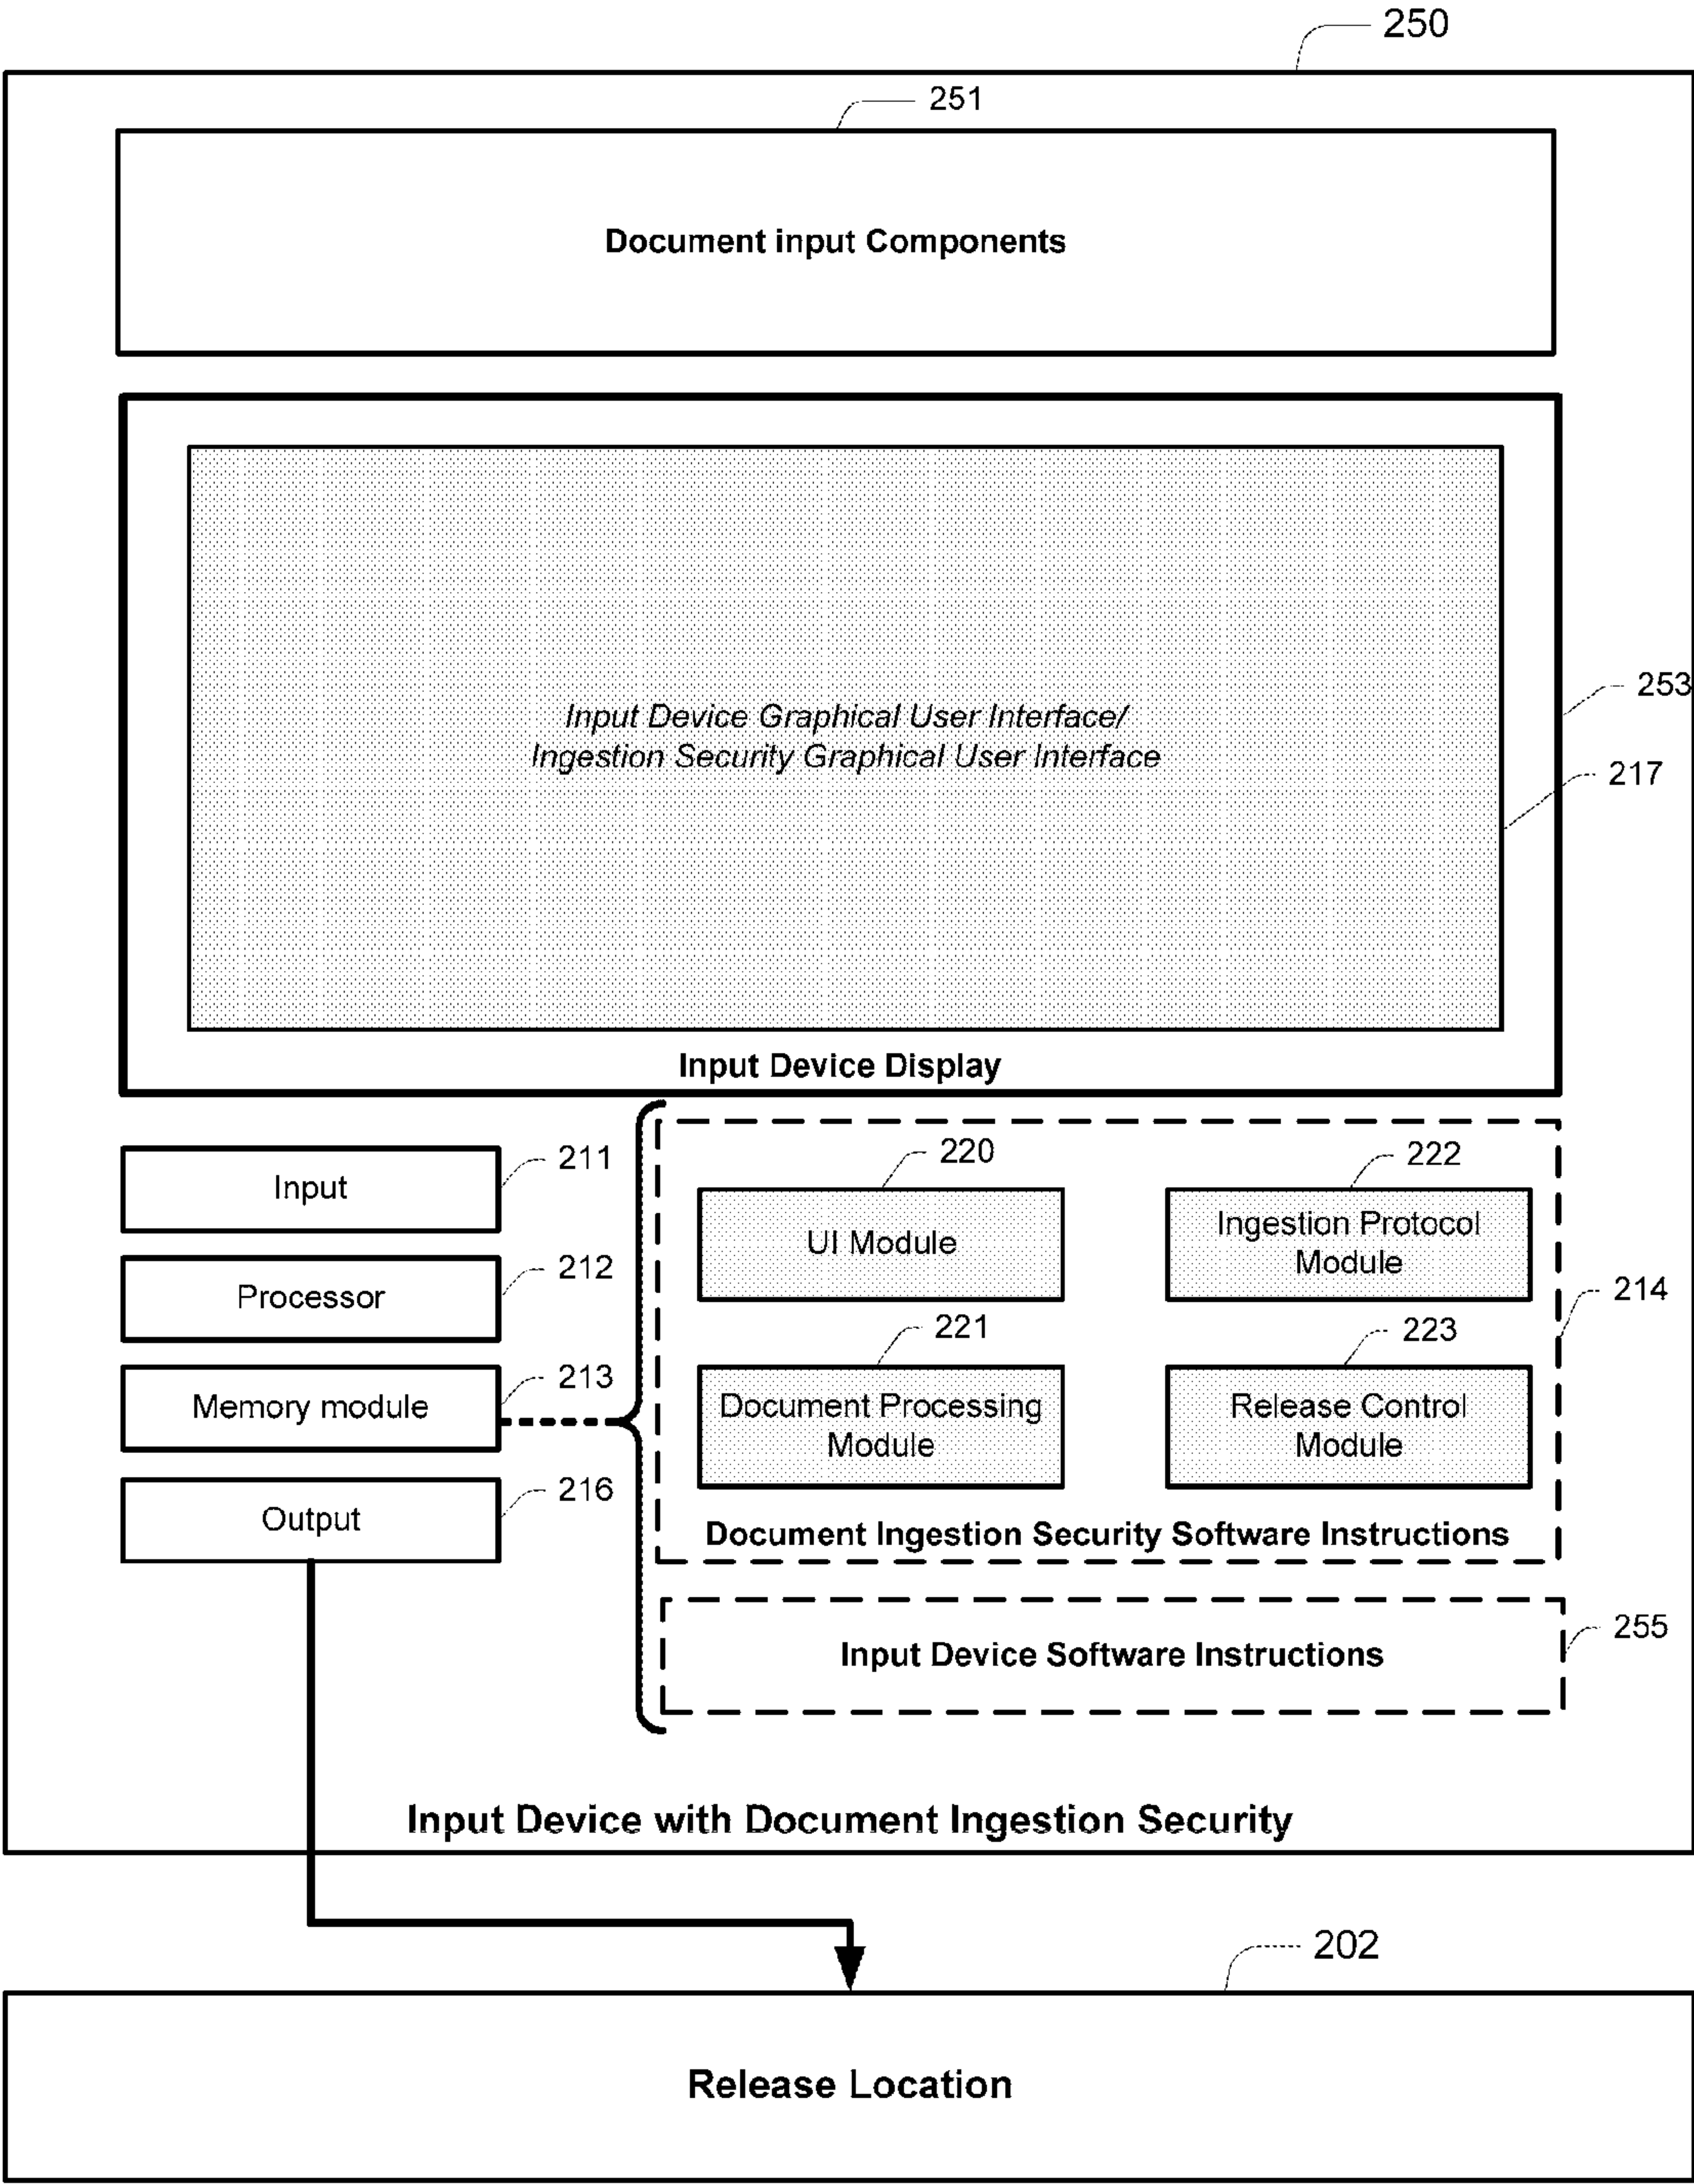 250
251
Document input Components
Input Device Graphical User Interface/
Ingestion Security Graphical User Interface
253
217
Input Device Display
Input
211
Processor
212
Memory module
213
Output
216
220
UI Module
222
Ingestion Protocol
Module
214
221
Document Processing
Module
223
Release Control
Module
Document Ingestion Security Software Instructions
Input Device Software Instructions
255
Input Device with Document Ingestion Security
202
Release Location